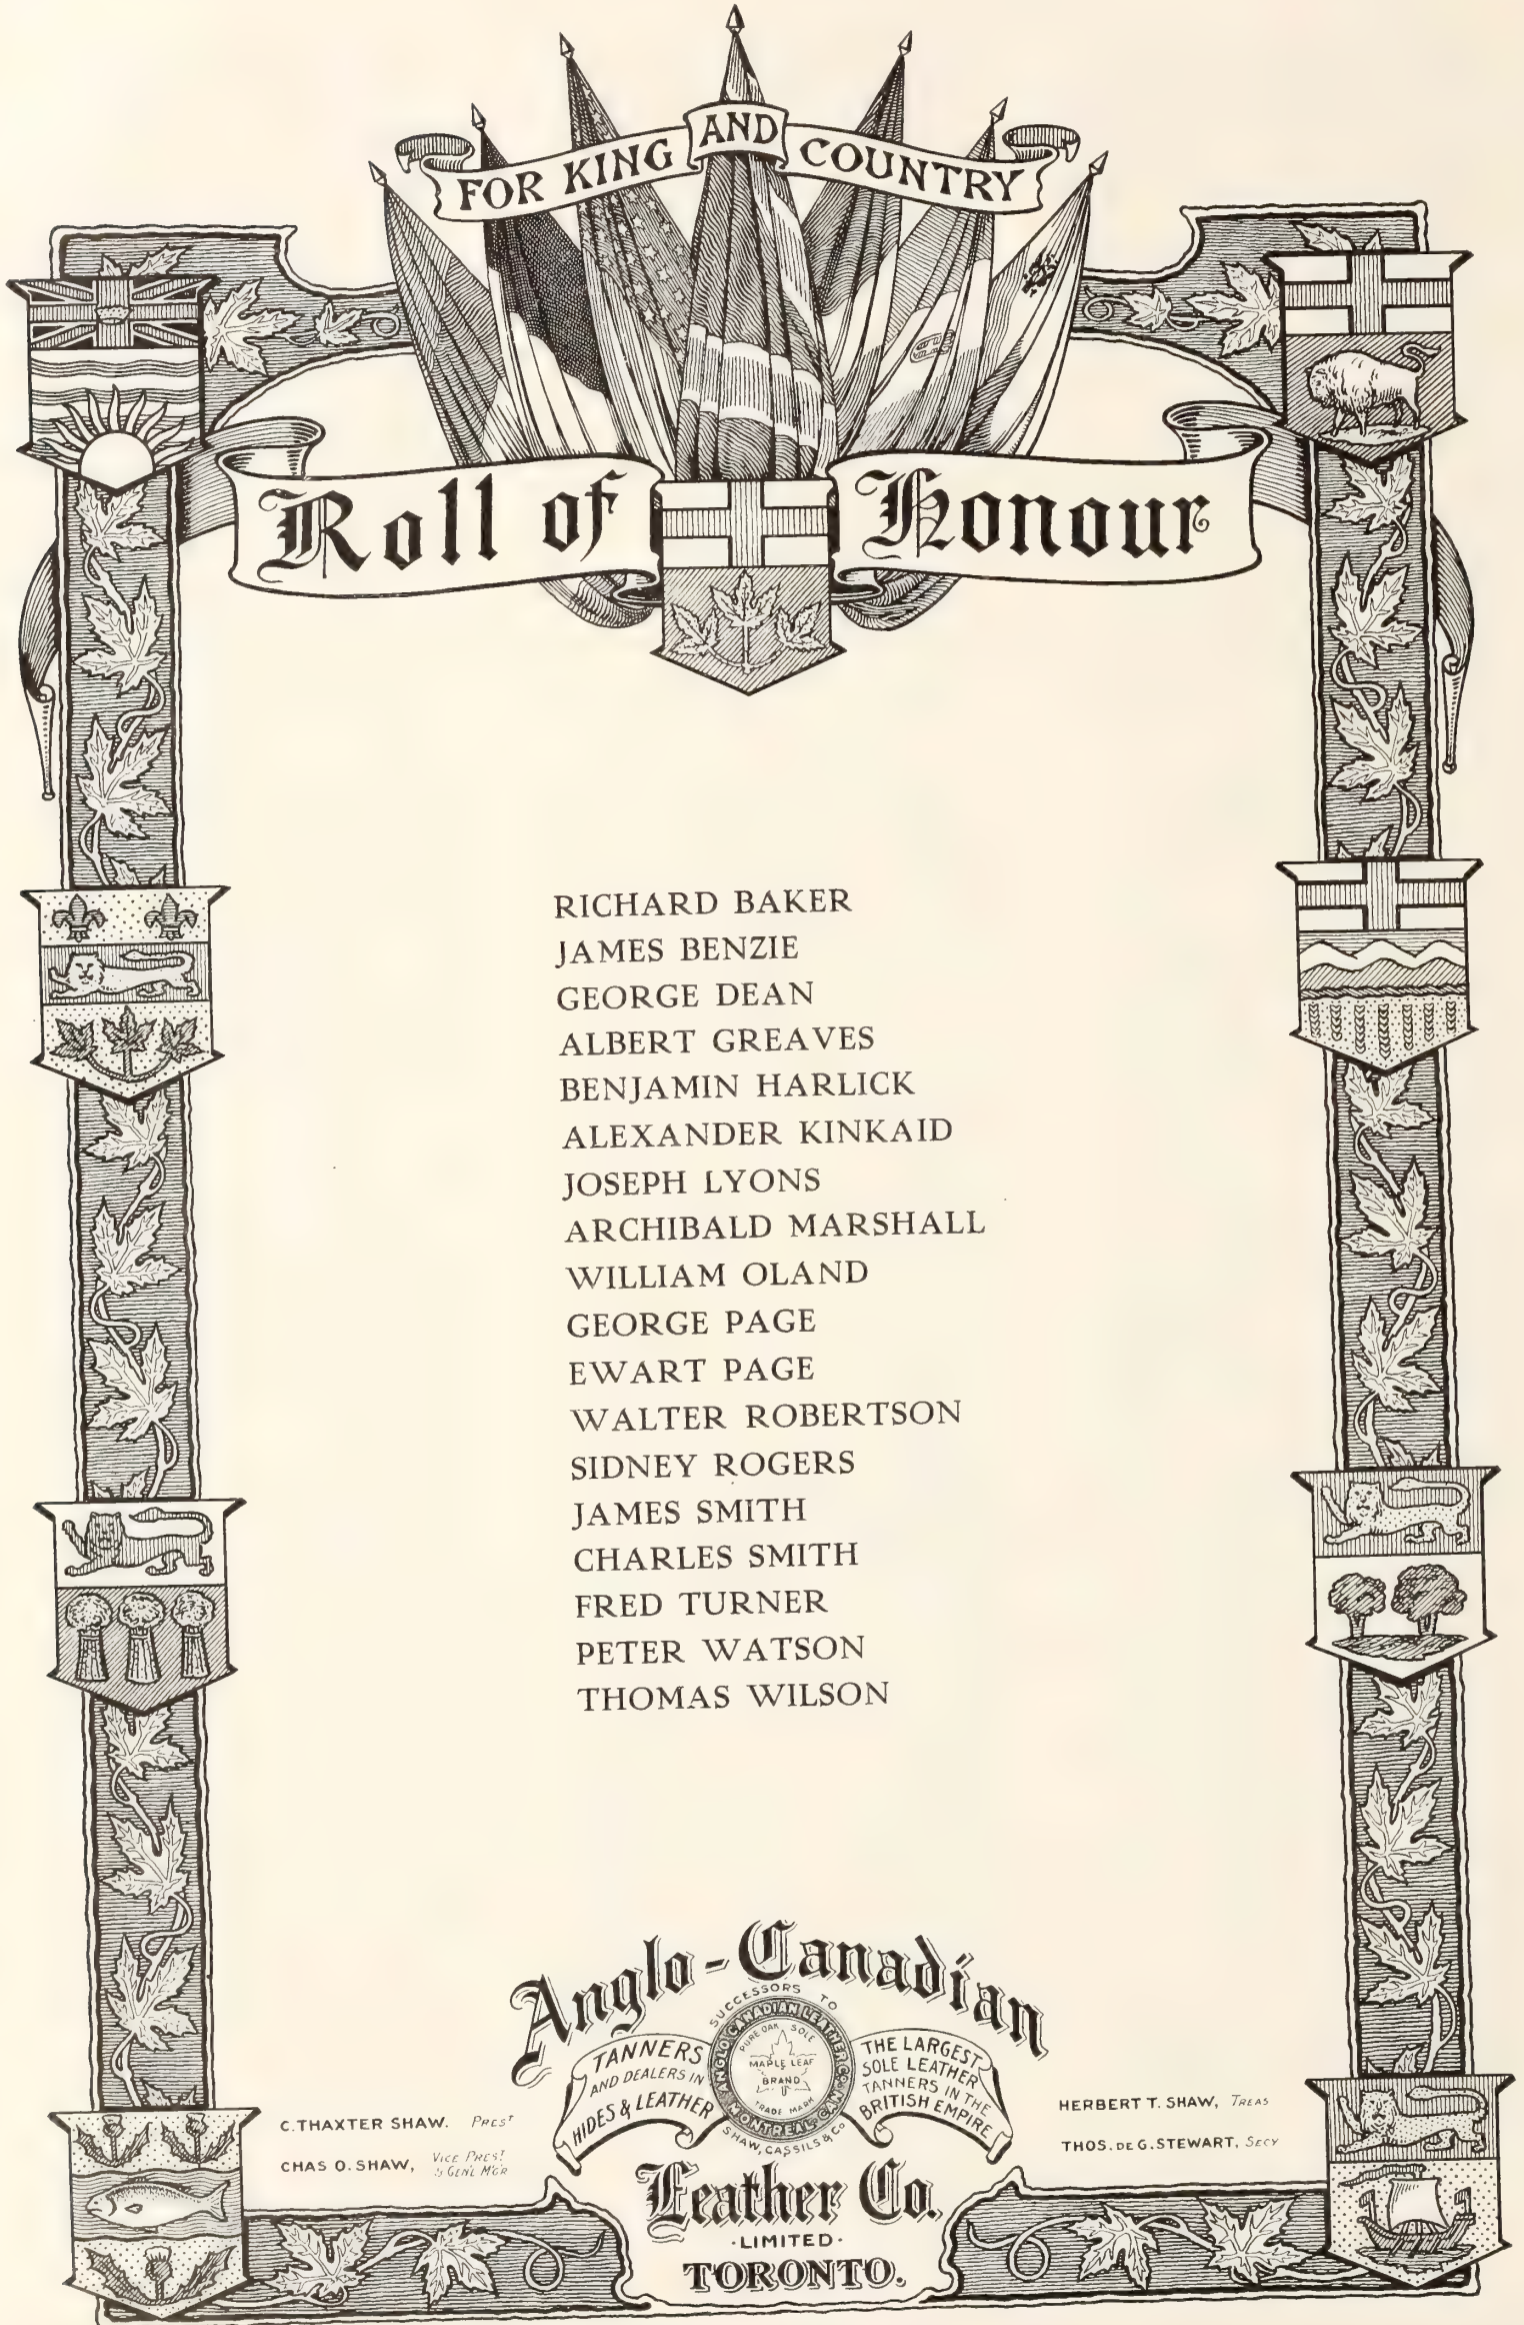 FOR KING AND COUNTRY
Roll of Honour
RICHARD BAKER
JAMES BENZIE
GEORGE DEAN
ALBERT GREAVES
BENJAMIN HARLICK
ALEXANDER KINKAID
JOSEPH LYONS
ARCHIBALD MARSHALL
WILLIAM OLAND
GEORGE PAGE
EWART PAGE
WALTER ROBERTSON
SIDNEY ROGERS
JAMES SMITH
CHARLES SMITH
FRED TURNER
PETER WATSON
THOMAS WILSON
Anglo-Canadian
SUCCESSORS TO
TANNERS
AND DEALERS IN
HIDES & LEATHER
ANGLO CANADIAN LEATHER CO.
MONTREAL CAN.
PURE OAK SOLE
MAPLE LEAF
BRAND
TRADE MARK
SHAW, CASSILS & Co
THE LARGEST
SOLE LEATHER
TANNERS IN THE
BRITISH EMPIRE
C. THAXTER SHAW. PREST
CHAS O. SHAW, VICE PREST
& GENL M'GR
HERBERT T. SHAW, TREAS
THOS. DE G. STEWART, SECY
Leather Co.
·LIMITED·
TORONTO.